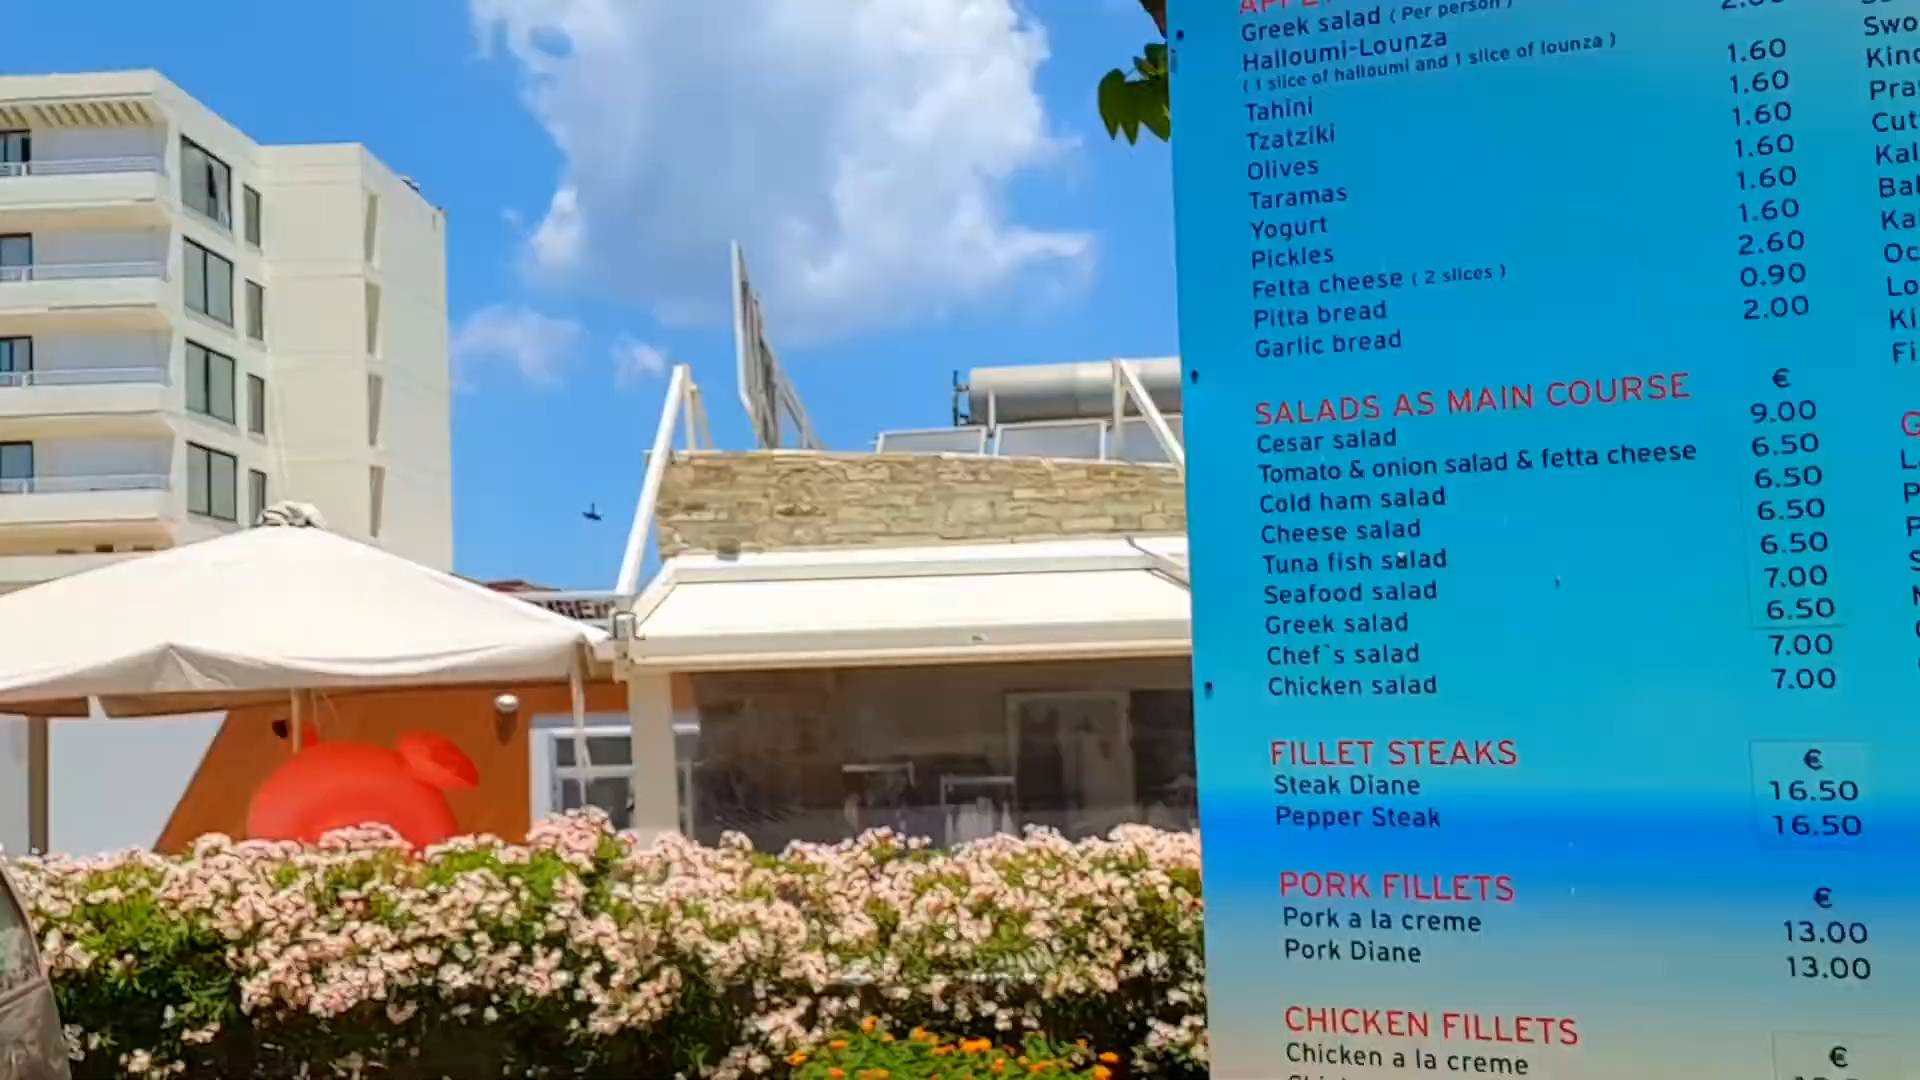 Greek salad ( Per person )
Halloumi-Lounza 1.60
( 1 slice of halloumi and 1 slice of lounza )
Tahini 1.60
Tzatziki 1.60
Olives 1.60
Taramas 1.60
Yogurt 1.60
Pickles 2.60
Fetta cheese ( 2 slices ) 0.90
Pitta bread 2.00
Garlic bread
SALADS AS MAIN COURSE €
Cesar salad 9.00
Tomato & onion salad & fetta cheese 6.50
Cold ham salad 6.50
Cheese salad 6.50
Tuna fish salad 6.50
Seafood salad 7.00
Greek salad 6.50
Chef`s salad 7.00
Chicken salad 7.00
FILLET STEAKS €
Steak Diane 16.50
Pepper Steak 16.50
PORK FILLETS €
Pork a la creme 13.00
Pork Diane 13.00
CHICKEN FILLETS €
Chicken a la creme